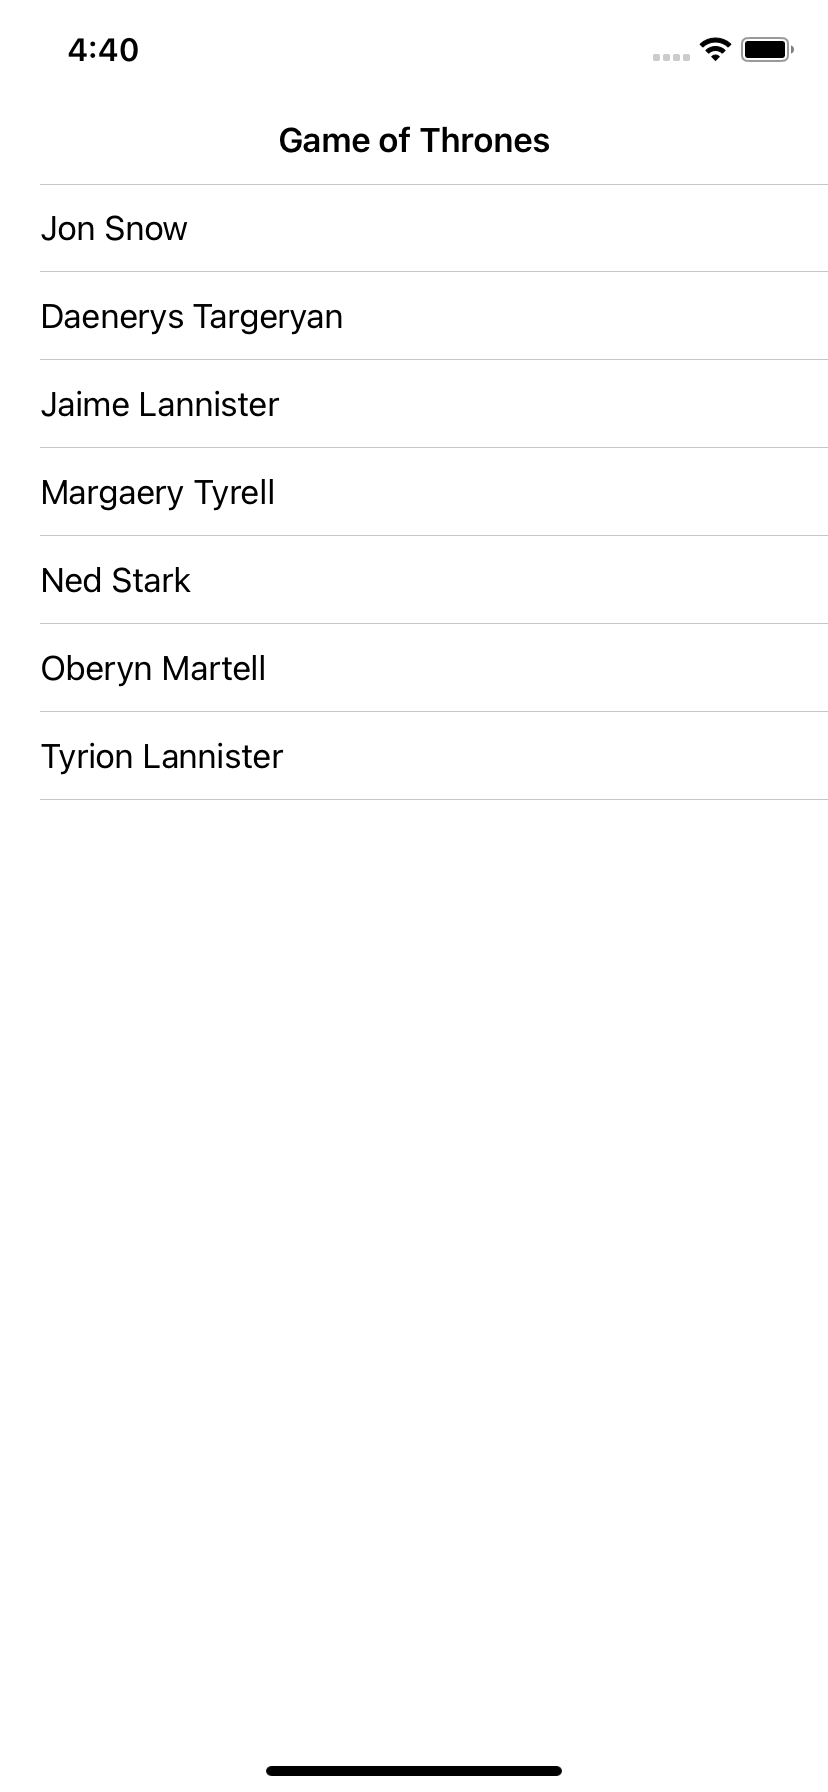 4:40
Game of Thrones
Jon Snow
Daenerys Targeryan
Jaime Lannister
Margaery Tyrell
Ned Stark
Oberyn Martell
Tyrion Lannister